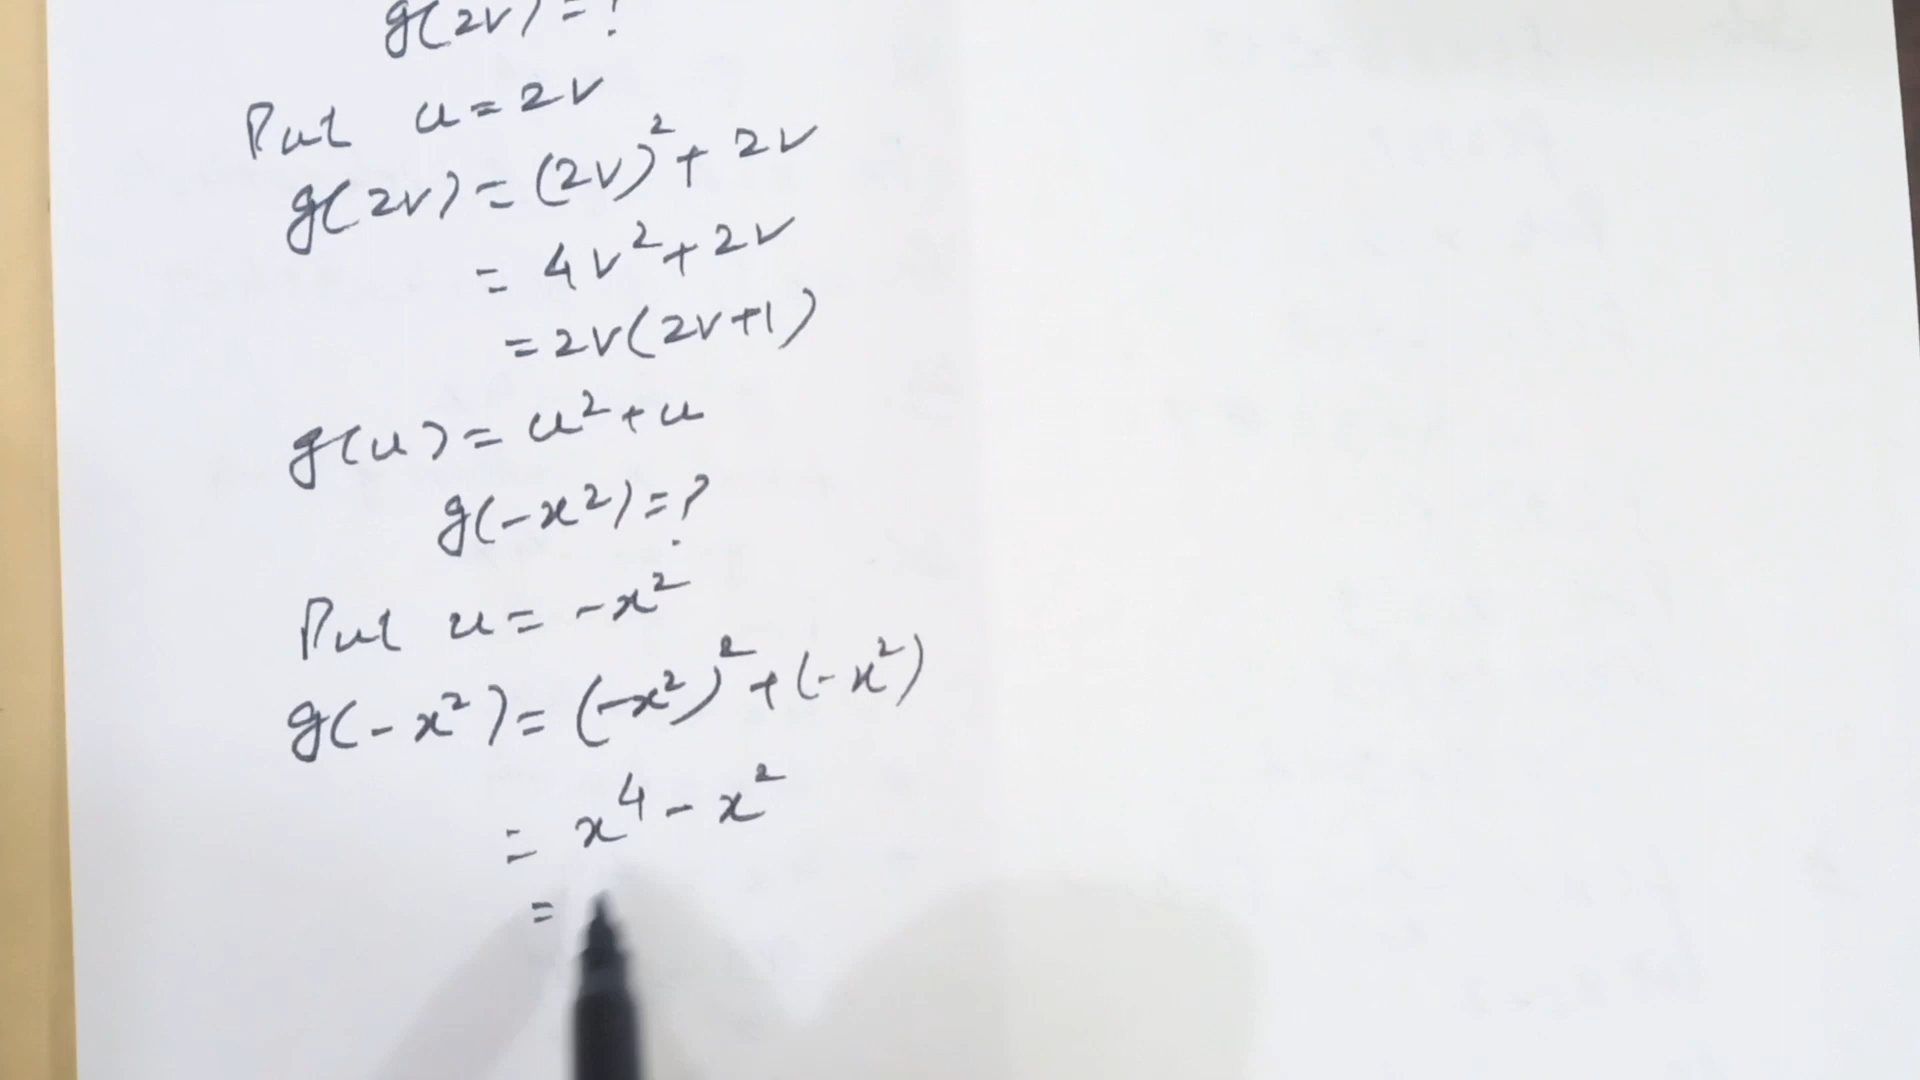 g(2v) = ?
Put u = 2v
g(2v) = (2v)² + 2v
= 4v² + 2v
= 2v(2v+1)
g(u) = u² + u
g(-x²) = ?
Put u = -x²
g(-x²) = (-x²)² + (-x²)
= x⁴ - x²
=